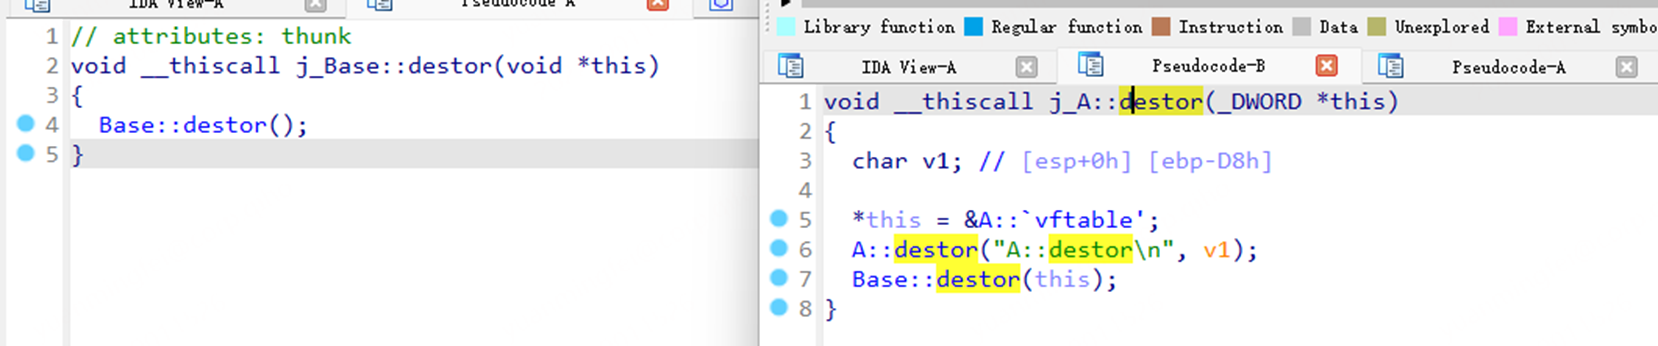 IDA View-A
Pseudocode A
1 // attributes: thunk
2 void __thiscall j_Base::destor(void *this)
3 {
4 Base::destor();
5 }
Library function Regular function Instruction Data Unexplored External symbo
IDA View-A Pseudocode-B Pseudocode-A
1 void __thiscall j_A::destor(_DWORD *this)
2 {
3 char v1; // [esp+0h] [ebp-D8h]
4
5 *this = &A::`vftable';
6 A::destor("A::destor\n", v1);
7 Base::destor(this);
8 }